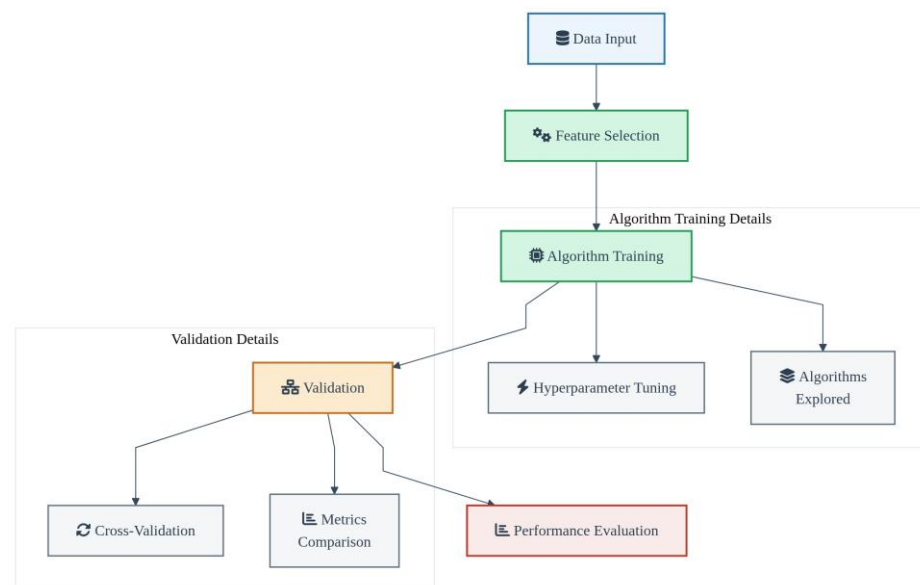 Data Input
Feature Selection
Algorithm Training Details
Algorithm Training
Validation Details
Validation
Hyperparameter Tuning
Algorithms
Explored
Cross-Validation
Metrics
Comparison
Performance Evaluation